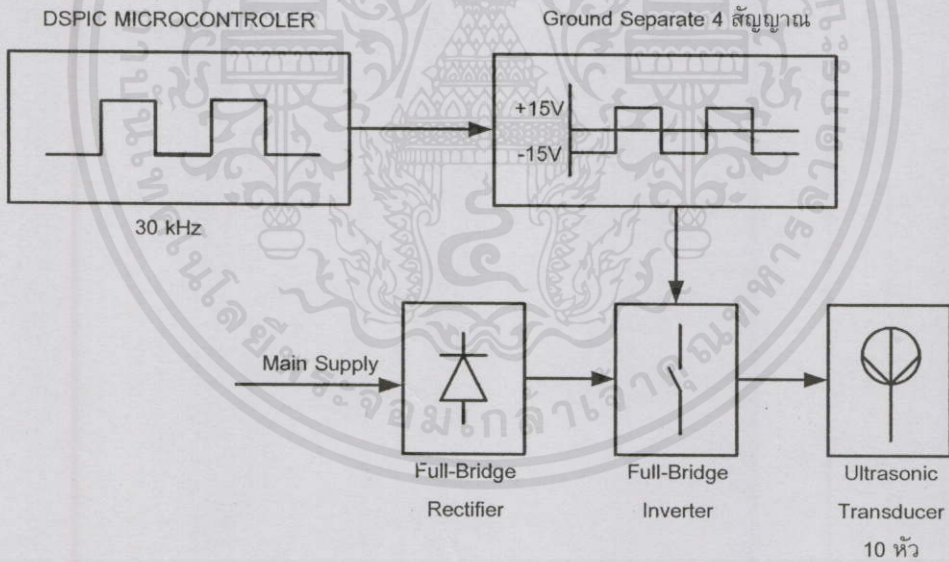 DSPIC MICROCONTROLER
Ground Separate 4 สัญญาณ
+15V
-15V
30 kHz
Main Supply
Full-Bridge
Rectifier
Full-Bridge
Inverter
Ultrasonic
Transducer
10 หัว